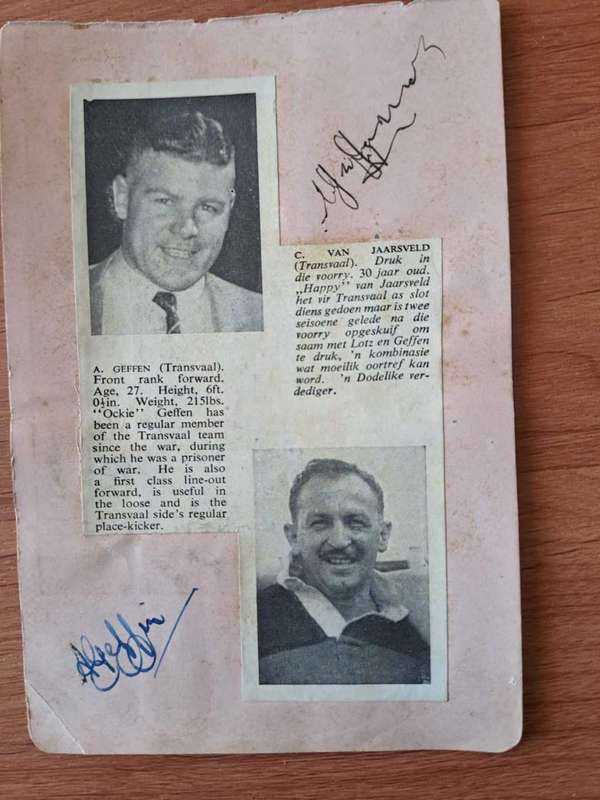 C. VAN JAARSVELD
(Transvaal). Druk in
die voorry. 30 jaar oud.
„Happy" van Jaarsveld
het vir Transvaal as slot
diens gedoen maar is twee
seisoene gelede na die
voorry opgeskuif om
saam met Lotz en Geffen
te druk, 'n kombinasie
wat moeilik oortref kan
word. 'n Dodelike ver-
dediger.
A. GEFFEN (Transvaal).
Front rank forward.
Age, 27. Height, 6ft.
0½in. Weight, 215lbs.
"Ockie" Geffen has
been a regular member
of the Transvaal team
since the war, during
which he was a prisoner
of war. He is also
a first class line-out
forward, is useful in
the loose and is the
Transvaal side's regular
place-kicker.